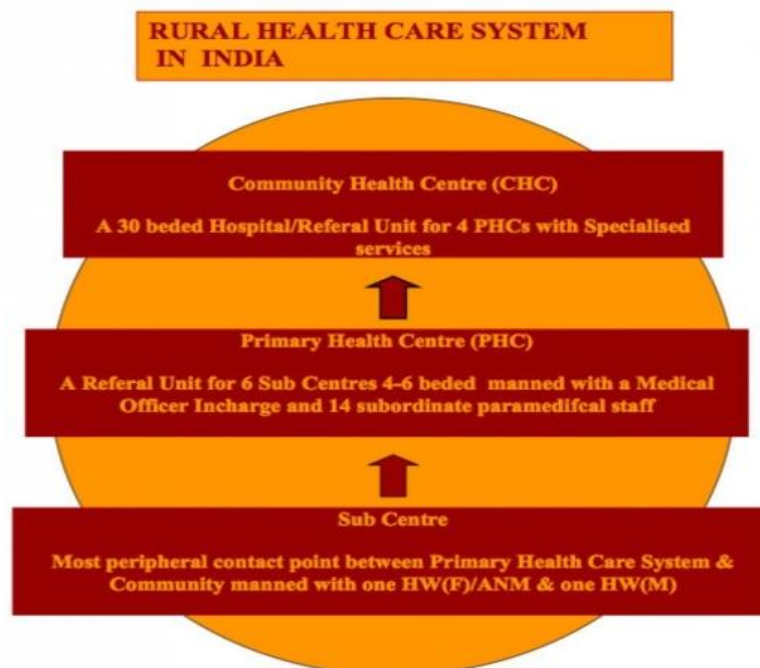 RURAL HEALTH CARE SYSTEM
IN INDIA
Community Health Centre (CHC)
A 30 beded Hospital/Referal Unit for 4 PHCs with Specialised
services
Primary Health Centre (PHC)
A Referal Unit for 6 Sub Centres 4-6 beded manned with a Medical
Officer Incharge and 14 subordinate paramedifcal staff
Sub Centre
Most peripheral contact point between Primary Health Care System &
Community manned with one HW(F)/ANM & one HW(M)